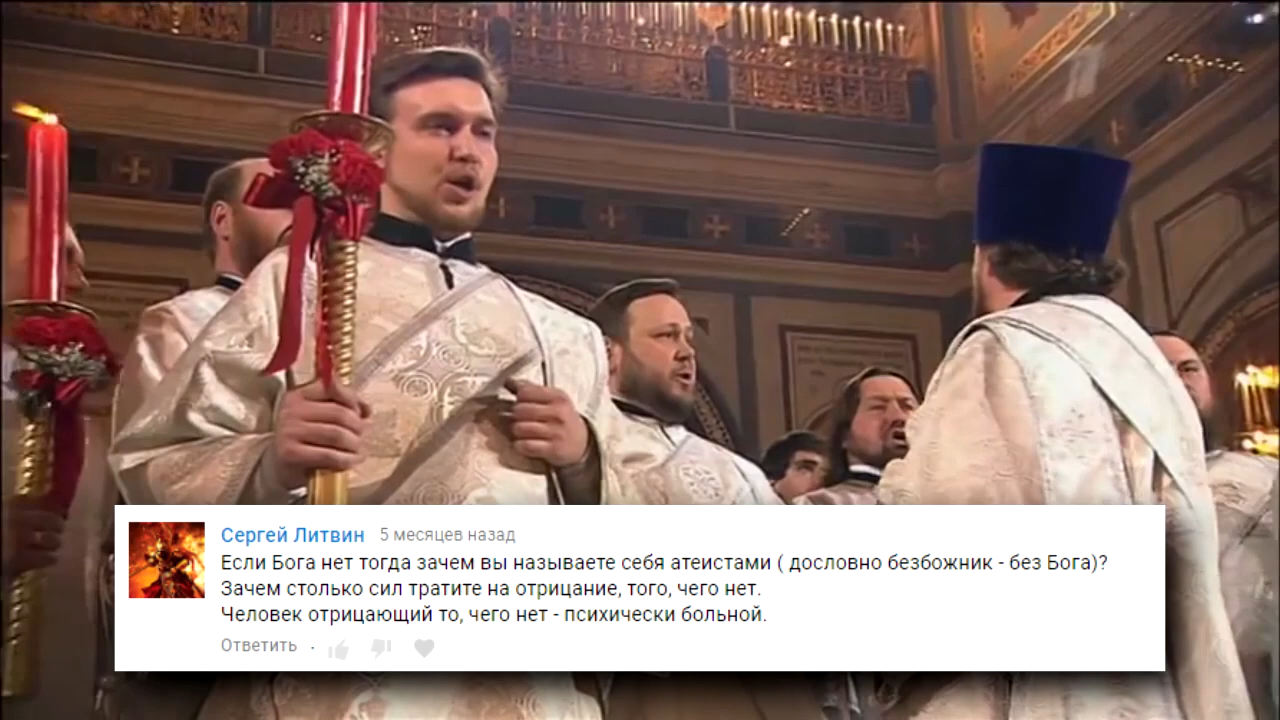 Сергей Литвин 5 месяцев назад
Если Бога нет тогда зачем вы называете себя атеистами ( дословно безбожник - без Бога)?
Зачем столько сил тратите на отрицание, того, чего нет.
Человек отрицающий то, чего нет - психически больной.
Ответить ·